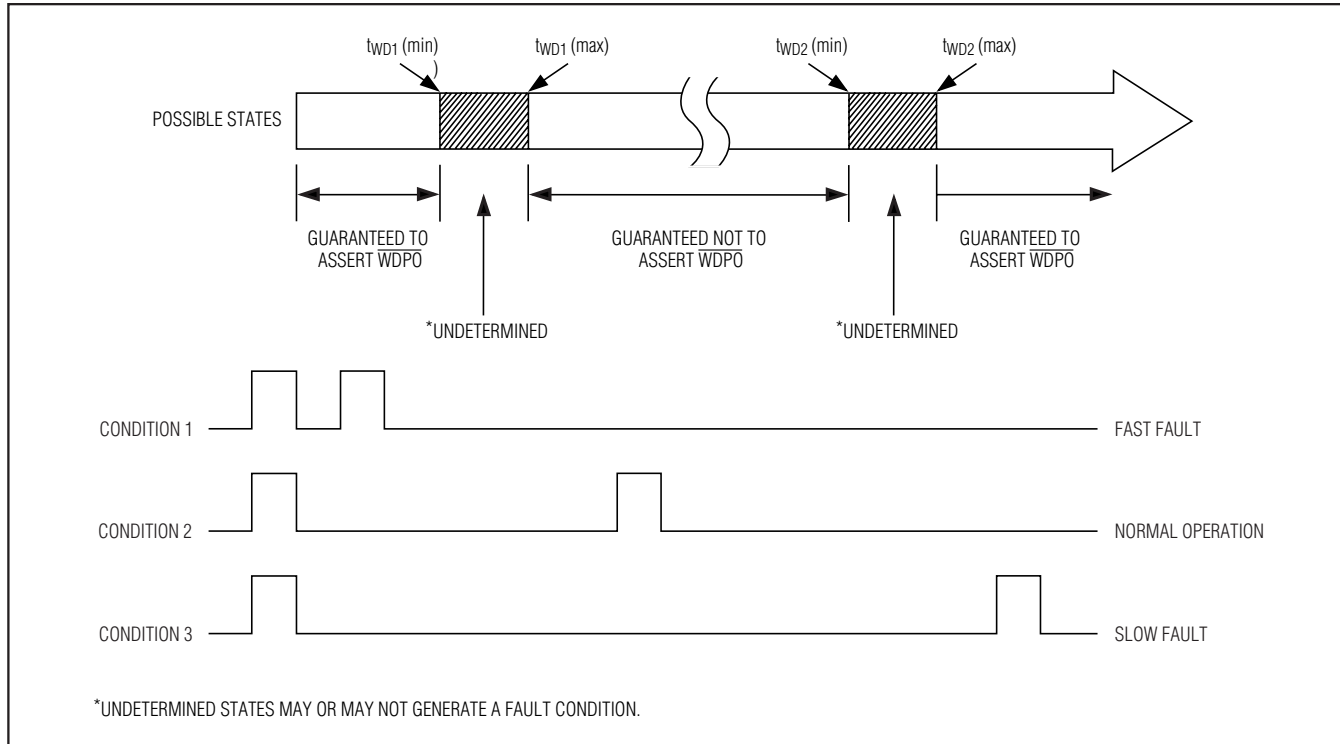 tWD1 (min)
)
tWD1 (max)
tWD2 (min)
tWD2 (max)
POSSIBLE STATES
GUARANTEED TO
ASSERT WDPO
GUARANTEED NOT TO
ASSERT WDPO
GUARANTEED TO
ASSERT WDPO
*UNDETERMINED
*UNDETERMINED
CONDITION 1
FAST FAULT
CONDITION 2
NORMAL OPERATION
CONDITION 3
SLOW FAULT
*UNDETERMINED STATES MAY OR MAY NOT GENERATE A FAULT CONDITION.